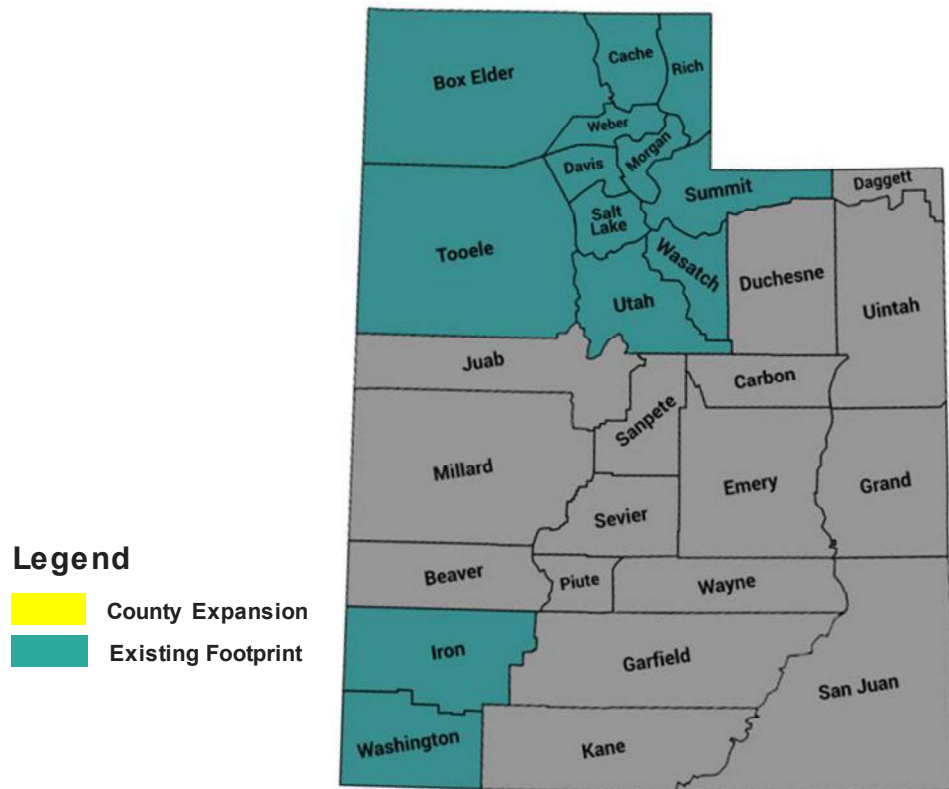 Box Elder
Cache
Rich
Weber
Morgan
Davis
Summit
Daggett
Salt
Lake
Tooele
Wasatch
Duchesne
Utah
Uintah
Juab
Carbon
Sanpete
Millard
Emery
Grand
Sevier
Beaver
Piute
Wayne
Iron
Garfield
San Juan
Washington
Kane
Legend
County Expansion
Existing Footprint